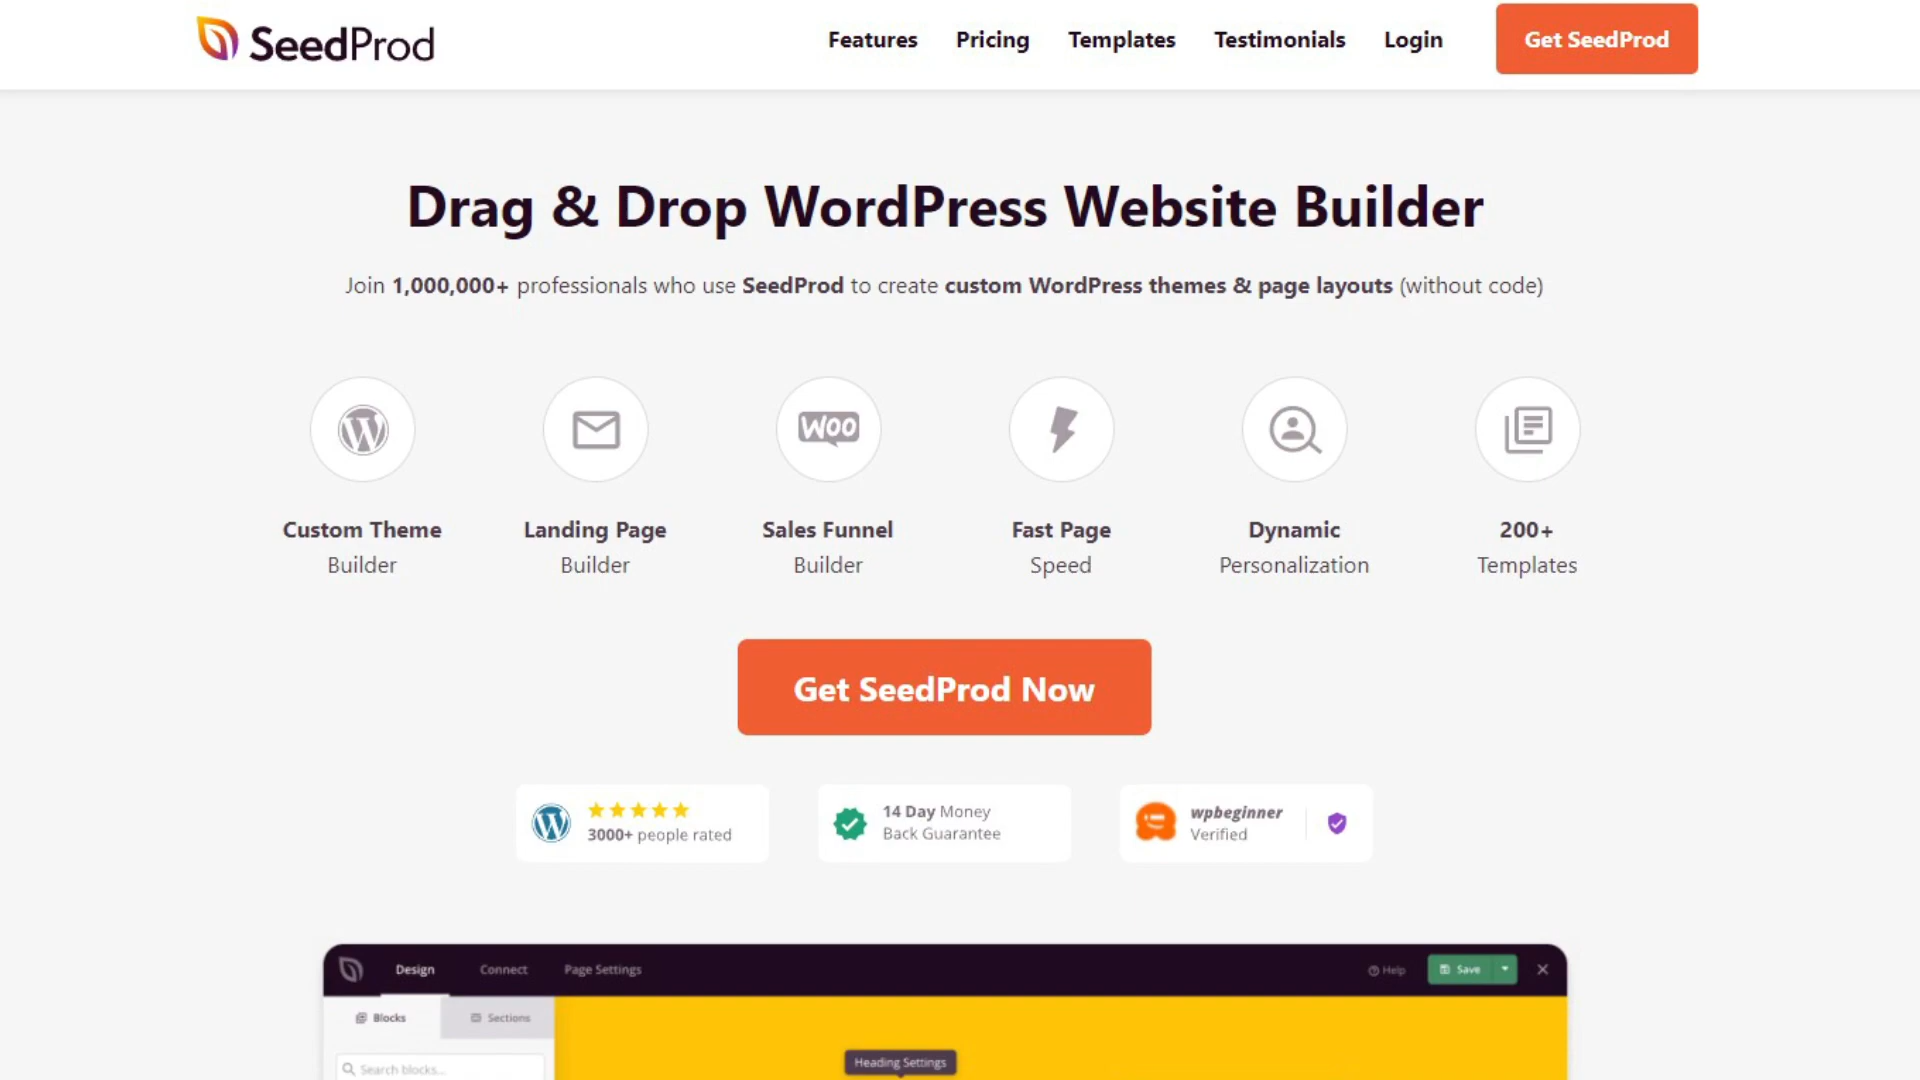 SeedProd
Features
Pricing
Templates
Testimonials
Login
Get SeedProd
Drag & Drop WordPress Website Builder
Join 1,000,000+ professionals who use SeedProd to create custom WordPress themes & page layouts (without code)
WOO
Custom Theme
Builder
Landing Page
Builder
Sales Funnel
Builder
Fast Page
Speed
Dynamic
Personalization
200+
Templates
Get SeedProd Now
3000+ people rated
14 Day Money
Back Guarantee
wpbeginner
Verified
Design
Connect
Page Settings
Help
Save
Blocks
Sections
Search blocks...
Heading Settings